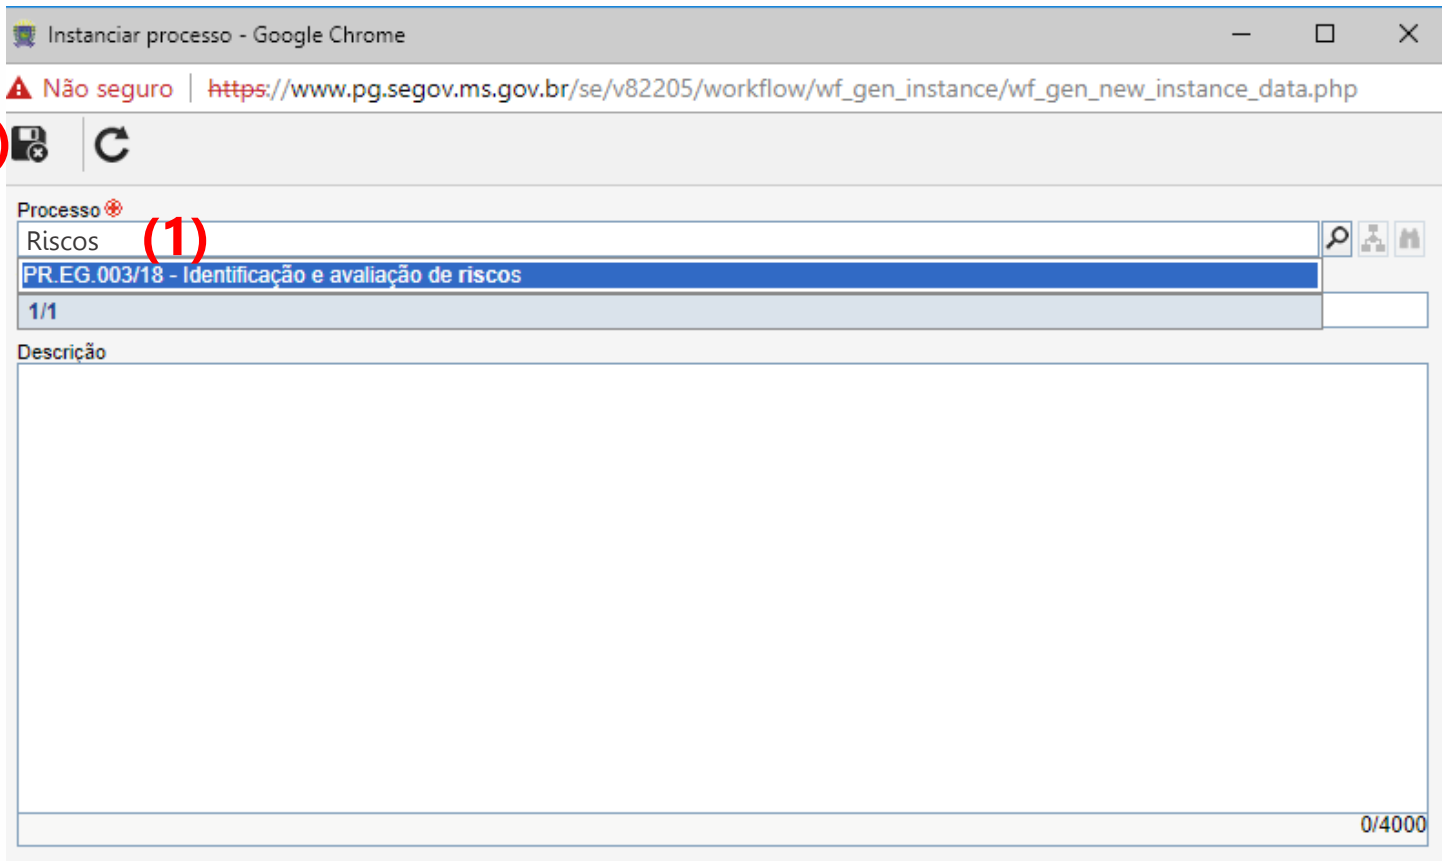 Instanciar processo - Google Chrome
Não seguro | https://www.pg.segov.ms.gov.br/se/v82205/workflow/wf_gen_instance/wf_gen_new_instance_data.php
)
Processo
Riscos (1)
PR.EG.003/18 - Identificação e avaliação de riscos
1/1
Descrição
0/4000